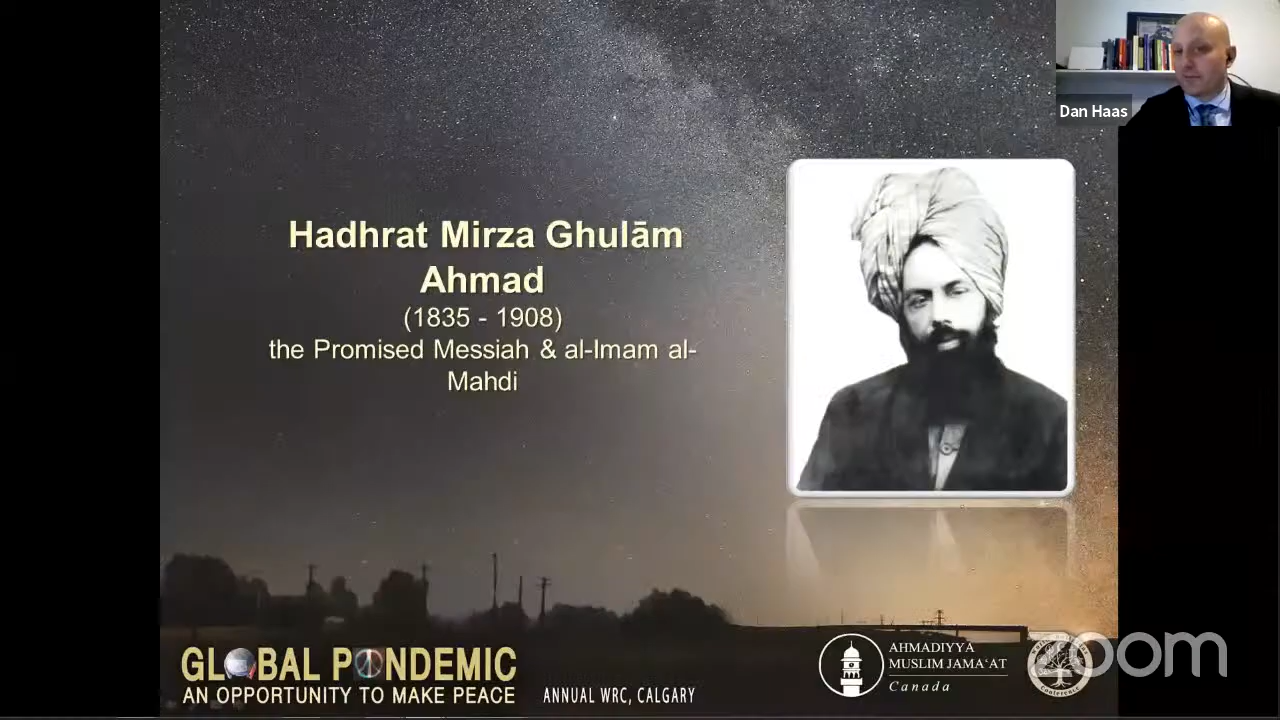 Dan Haas
Hadhrat Mirza Ghulām
Ahmad
(1835 - 1908)
the Promised Messiah & al-Imam al-
Mahdi
GLOBAL PANDEMIC
AN OPPORTUNITY TO MAKE PEACE
ANNUAL WRC, CALGARY
AHMADIYYA
MUSLIM JAMA‘AT
Canada
zoom